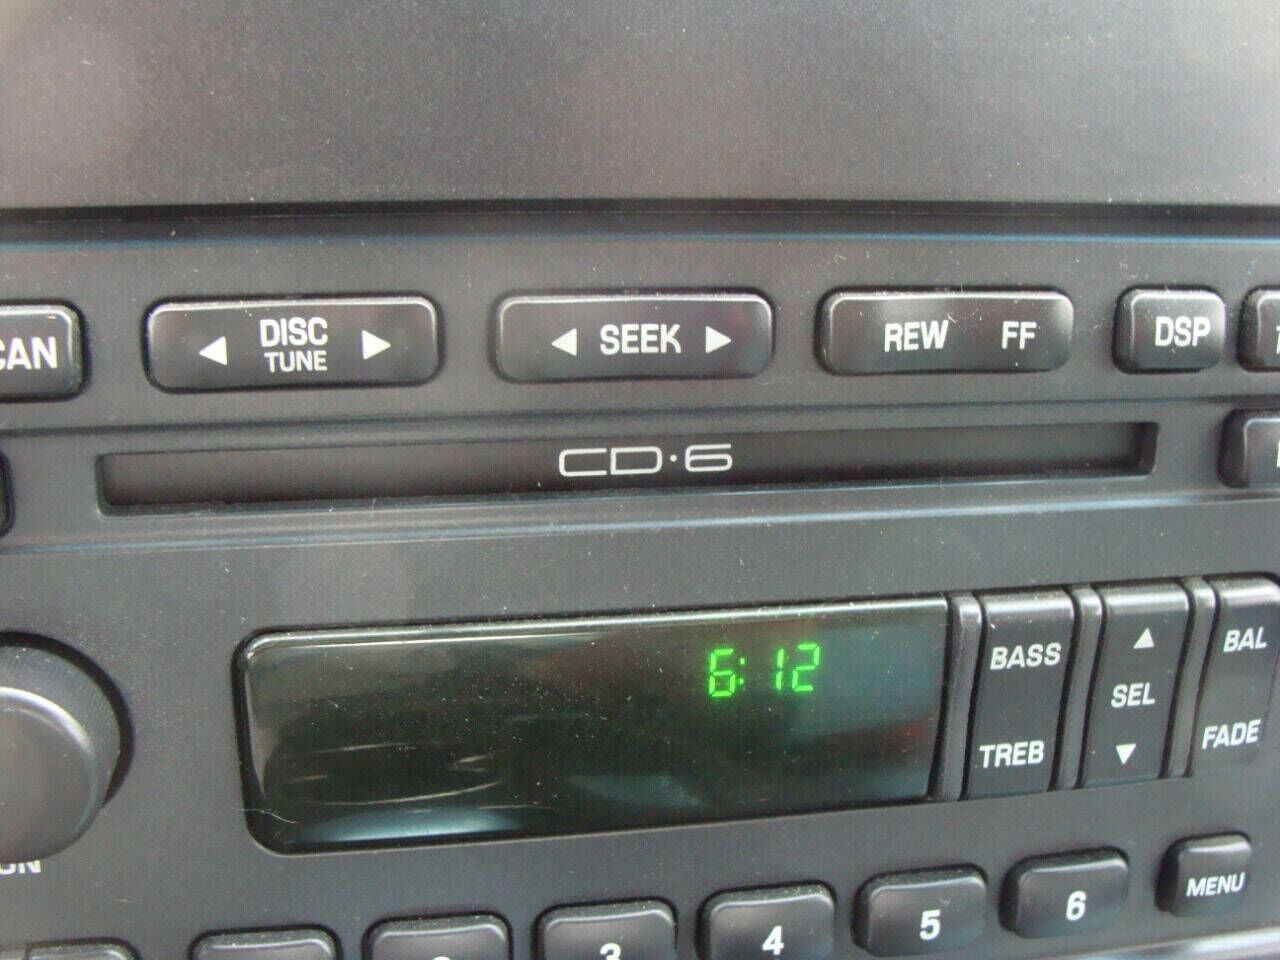 CAN
DISC
TUNE
SEEK
REW FF
DSP
CD·6
6:12
BASS
TREB
SEL
BAL
FADE
3
4
5
6
MENU